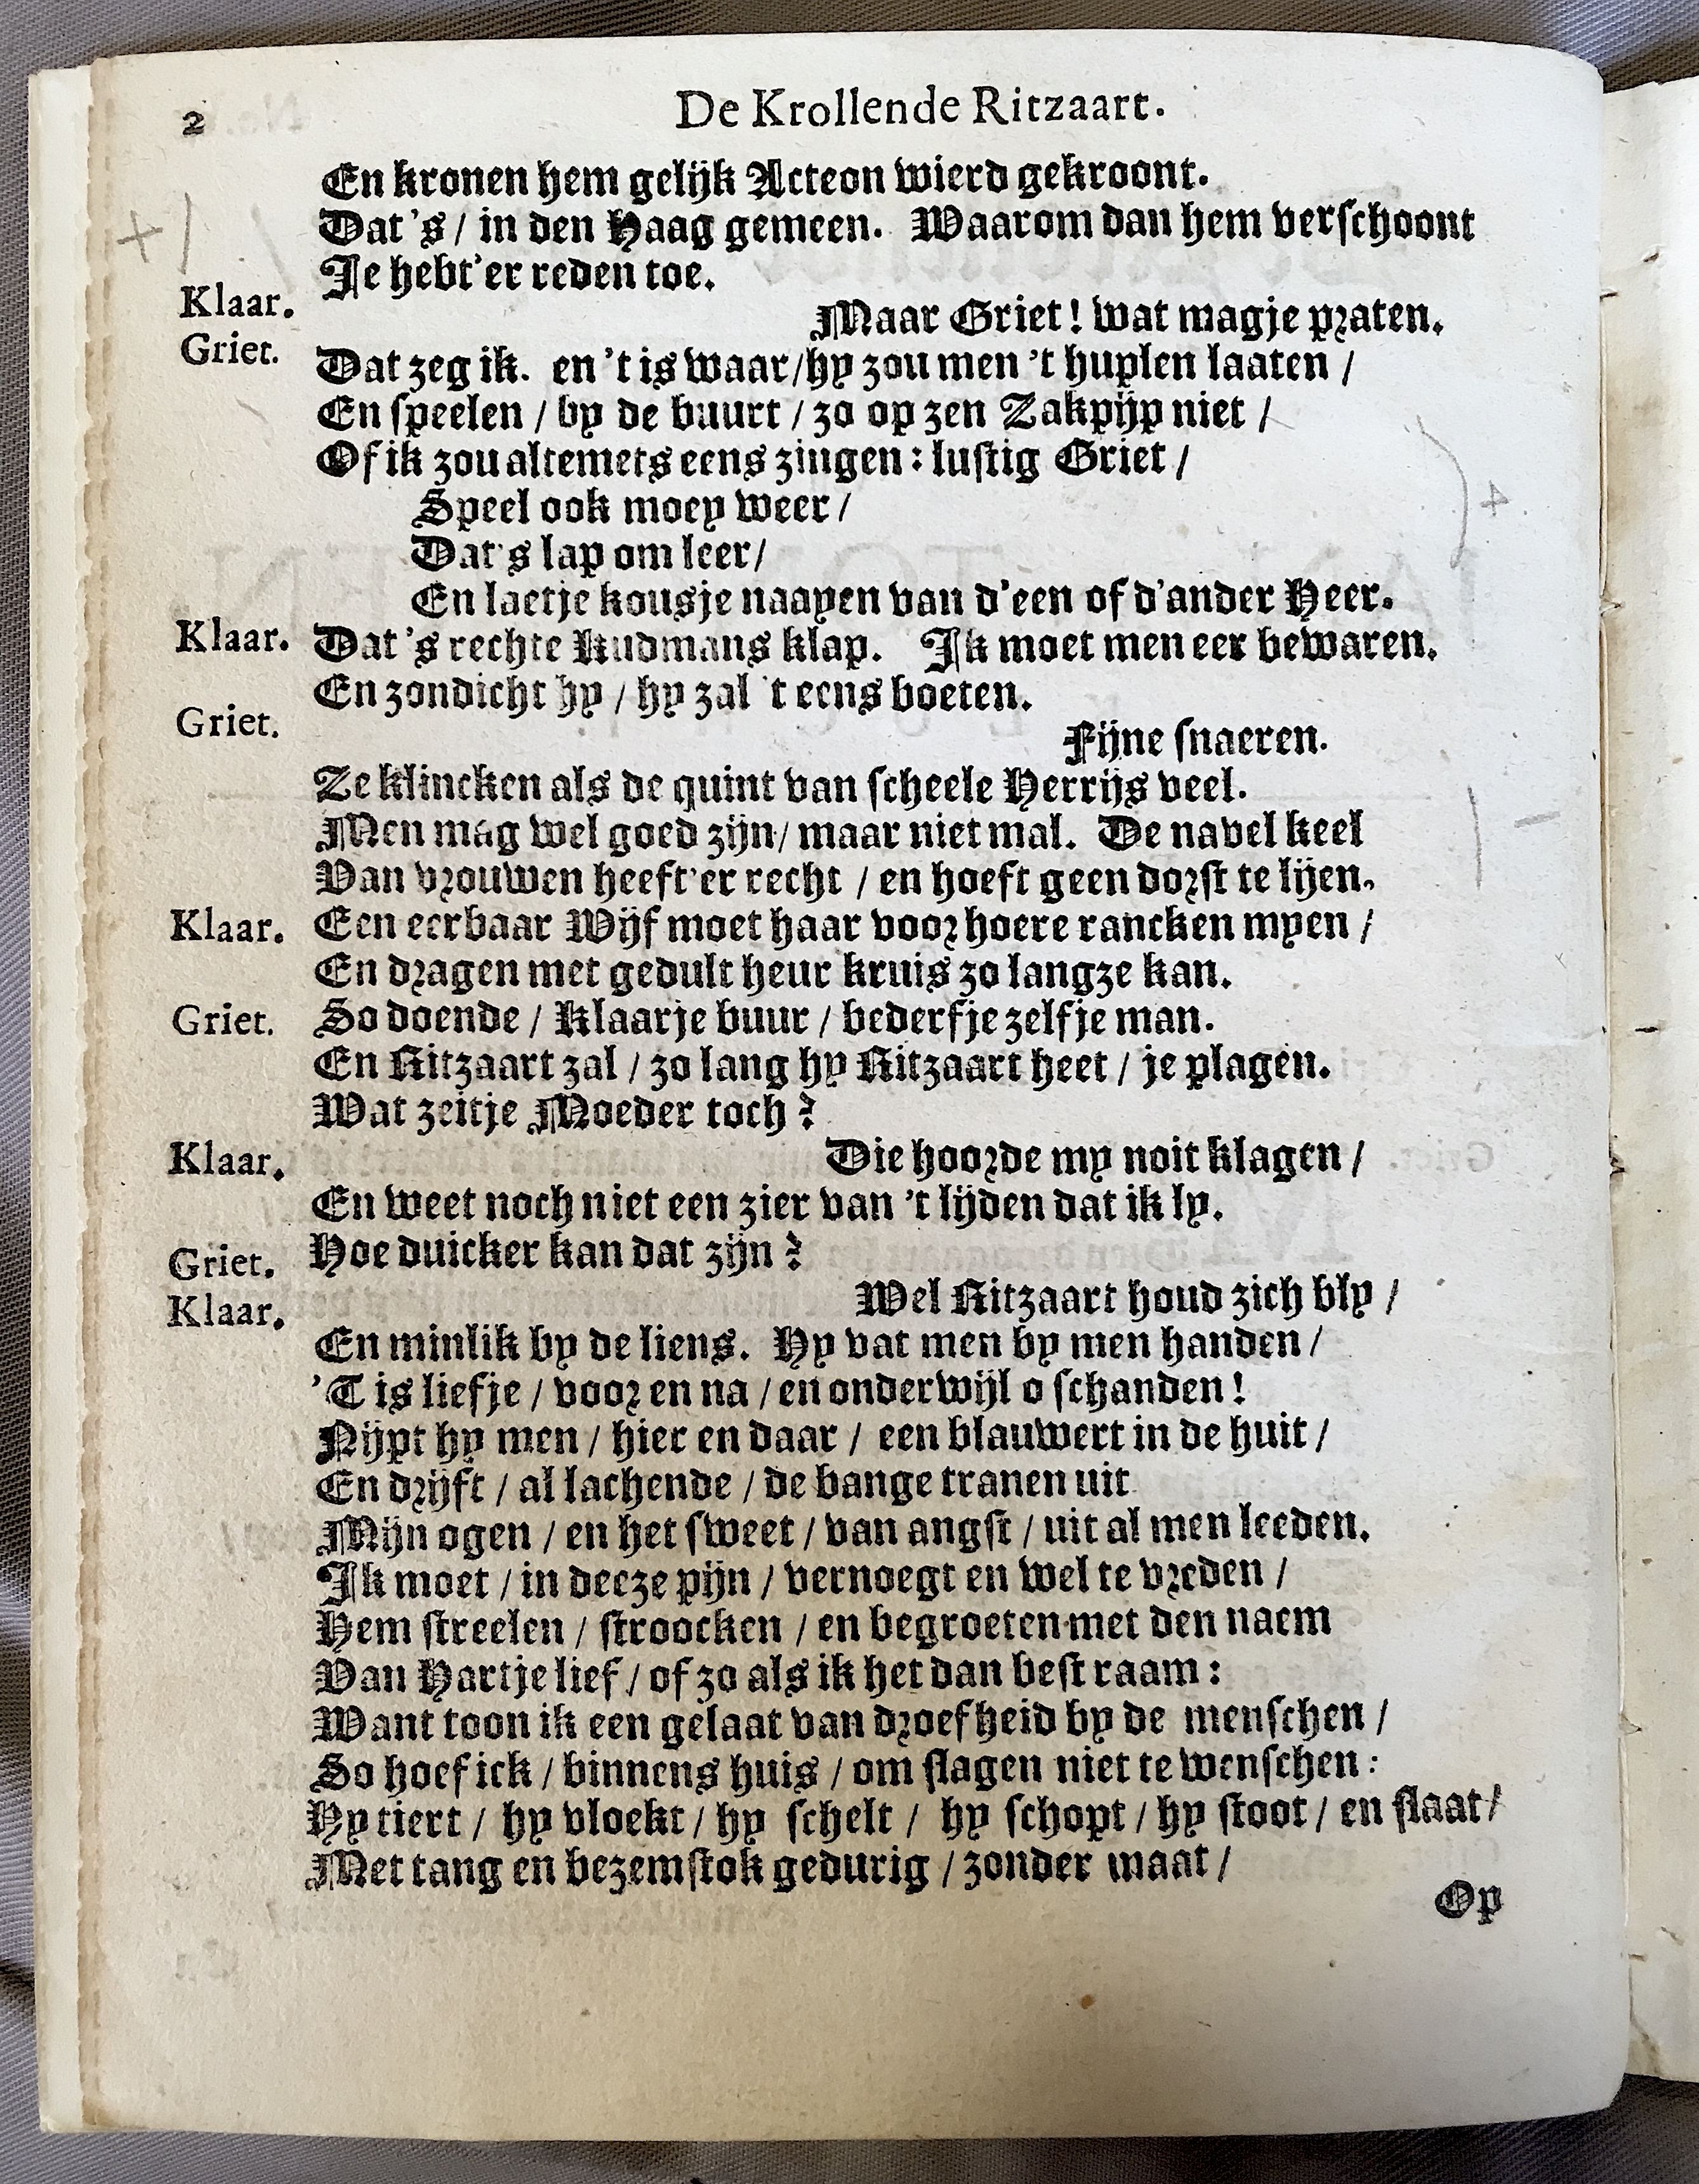 2 De Krollende Ritzaart.
En kronen hem gelijk Acteon wierd gekroont.
Dat 's / in den Haag gemeen. Waarom dan hem verschoont
Je hebt'er reden toe.
Klaar. Maar Griet! wat magje praten.
Griet. Dat zeg ik. en 't is waar / hy zou men 't huplen laaten /
En speelen / by de buurt / zo op zen Zakpijp niet /
Of ik zou altemets eens zingen: lustig Griet /
Speel ook moey weer /
Dat's lap om leer /
En laetje kousje naayen van d'een of d'ander Heer.
Klaar. Dat 's rechte Kudmans klap. Ik moet men eer bewaren.
En zondicht hy / hy zal 't eens boeten.
Griet. Fijne snaeren.
Ze klincken als de quint van scheele Herrijs veel.
Men mag wel goed zijn / maar niet mal. De navel keel
Van vrouwen heeft'er recht / en hoeft geen dorst te lijen.
Klaar. Een eerbaar Wijf moet haar voor hoere rancken myen /
En dragen met gedult heur kruis zo langze kan.
Griet. So doende / Klaarje buur / bederfje zelfje man.
En Ritzaart zal / zo lang hy Ritzaart heet / je plagen.
Wat zeitje Moeder toch?
Klaar. Die hoorde my noit klagen /
En weet noch niet een zier van 't lijden dat ik ly.
Griet. Hoe duicker kan dat zijn?
Klaar. Wel Ritzaart houd zich bly /
En minlik by de liens. Hy vat men by men handen /
'T is liefje / voor en na / en onderwijl o schanden!
Nijpt hy men / hier en daar / een blauwert in de huit /
En drijft / al lachende / de bange tranen uit
Mijn ogen / en het sweet / van angst / uit al men leeden.
Ik moet / in deeze pijn / vernoegt en wel te vreden /
Hem streelen / stroocken / en begroeten met den naem
Van Hartje lief / of zo als ik het dan best raam:
Want toon ik een gelaat van droefheid by de menschen /
So hoef ick / binnens huis / om slagen niet te wenschen:
Hy tiert / hy vloekt / hy schelt / hy schopt / hy stoot / en slaat /
Met tang en bezemstok gedurig / zonder maat /
Op